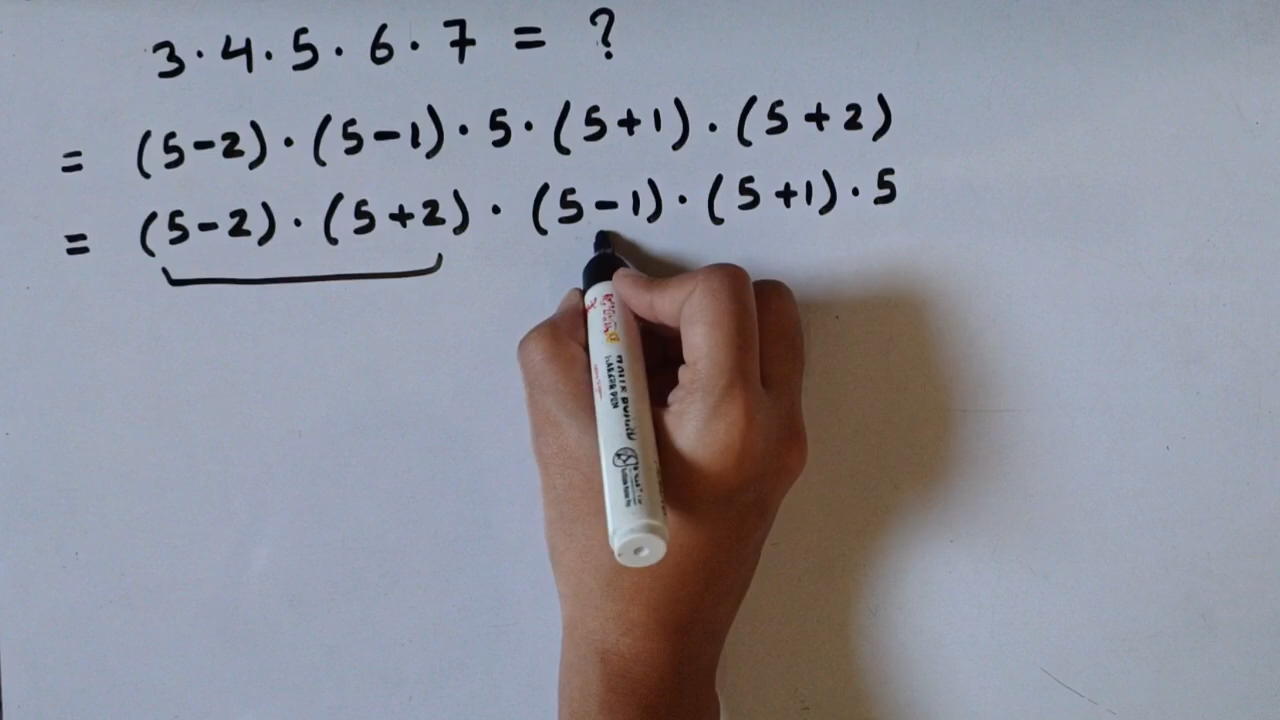 3·4·5·6·7 = ?
= (5-2)·(5-1)·5·(5+1)·(5+2)
= (5-2)·(5+2)·(5-1)·(5+1)·5